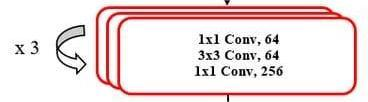 x 3
1x1 Conv, 64
3x3 Conv, 64
1x1 Conv, 256